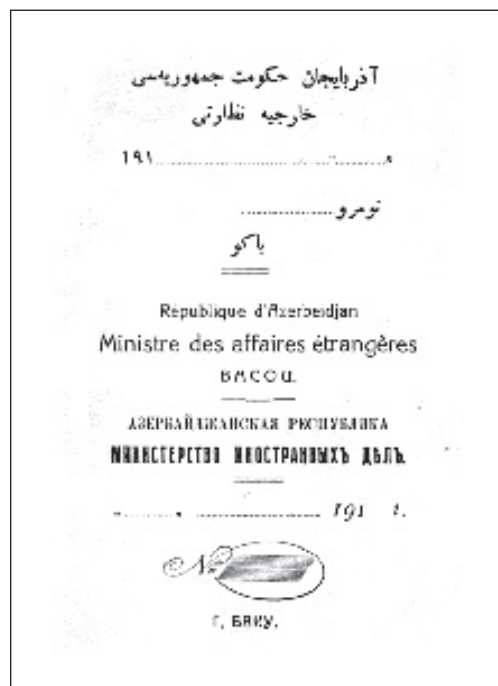 آذربایجان حکومت جمهوریه‌سی
خارجیه نظارتی
۱۹۱
نومرو
باکو
République d'Azerbeidjan
Ministre des affaires étrangères
BACOU.
АЗЕРБАЙДЖАНСКАЯ РЕСПУБЛИКА
МИНИСТЕРСТВО ИНОСТРАННЫХЪ ДѢЛЪ.
191 г.
№
г, БАКУ.